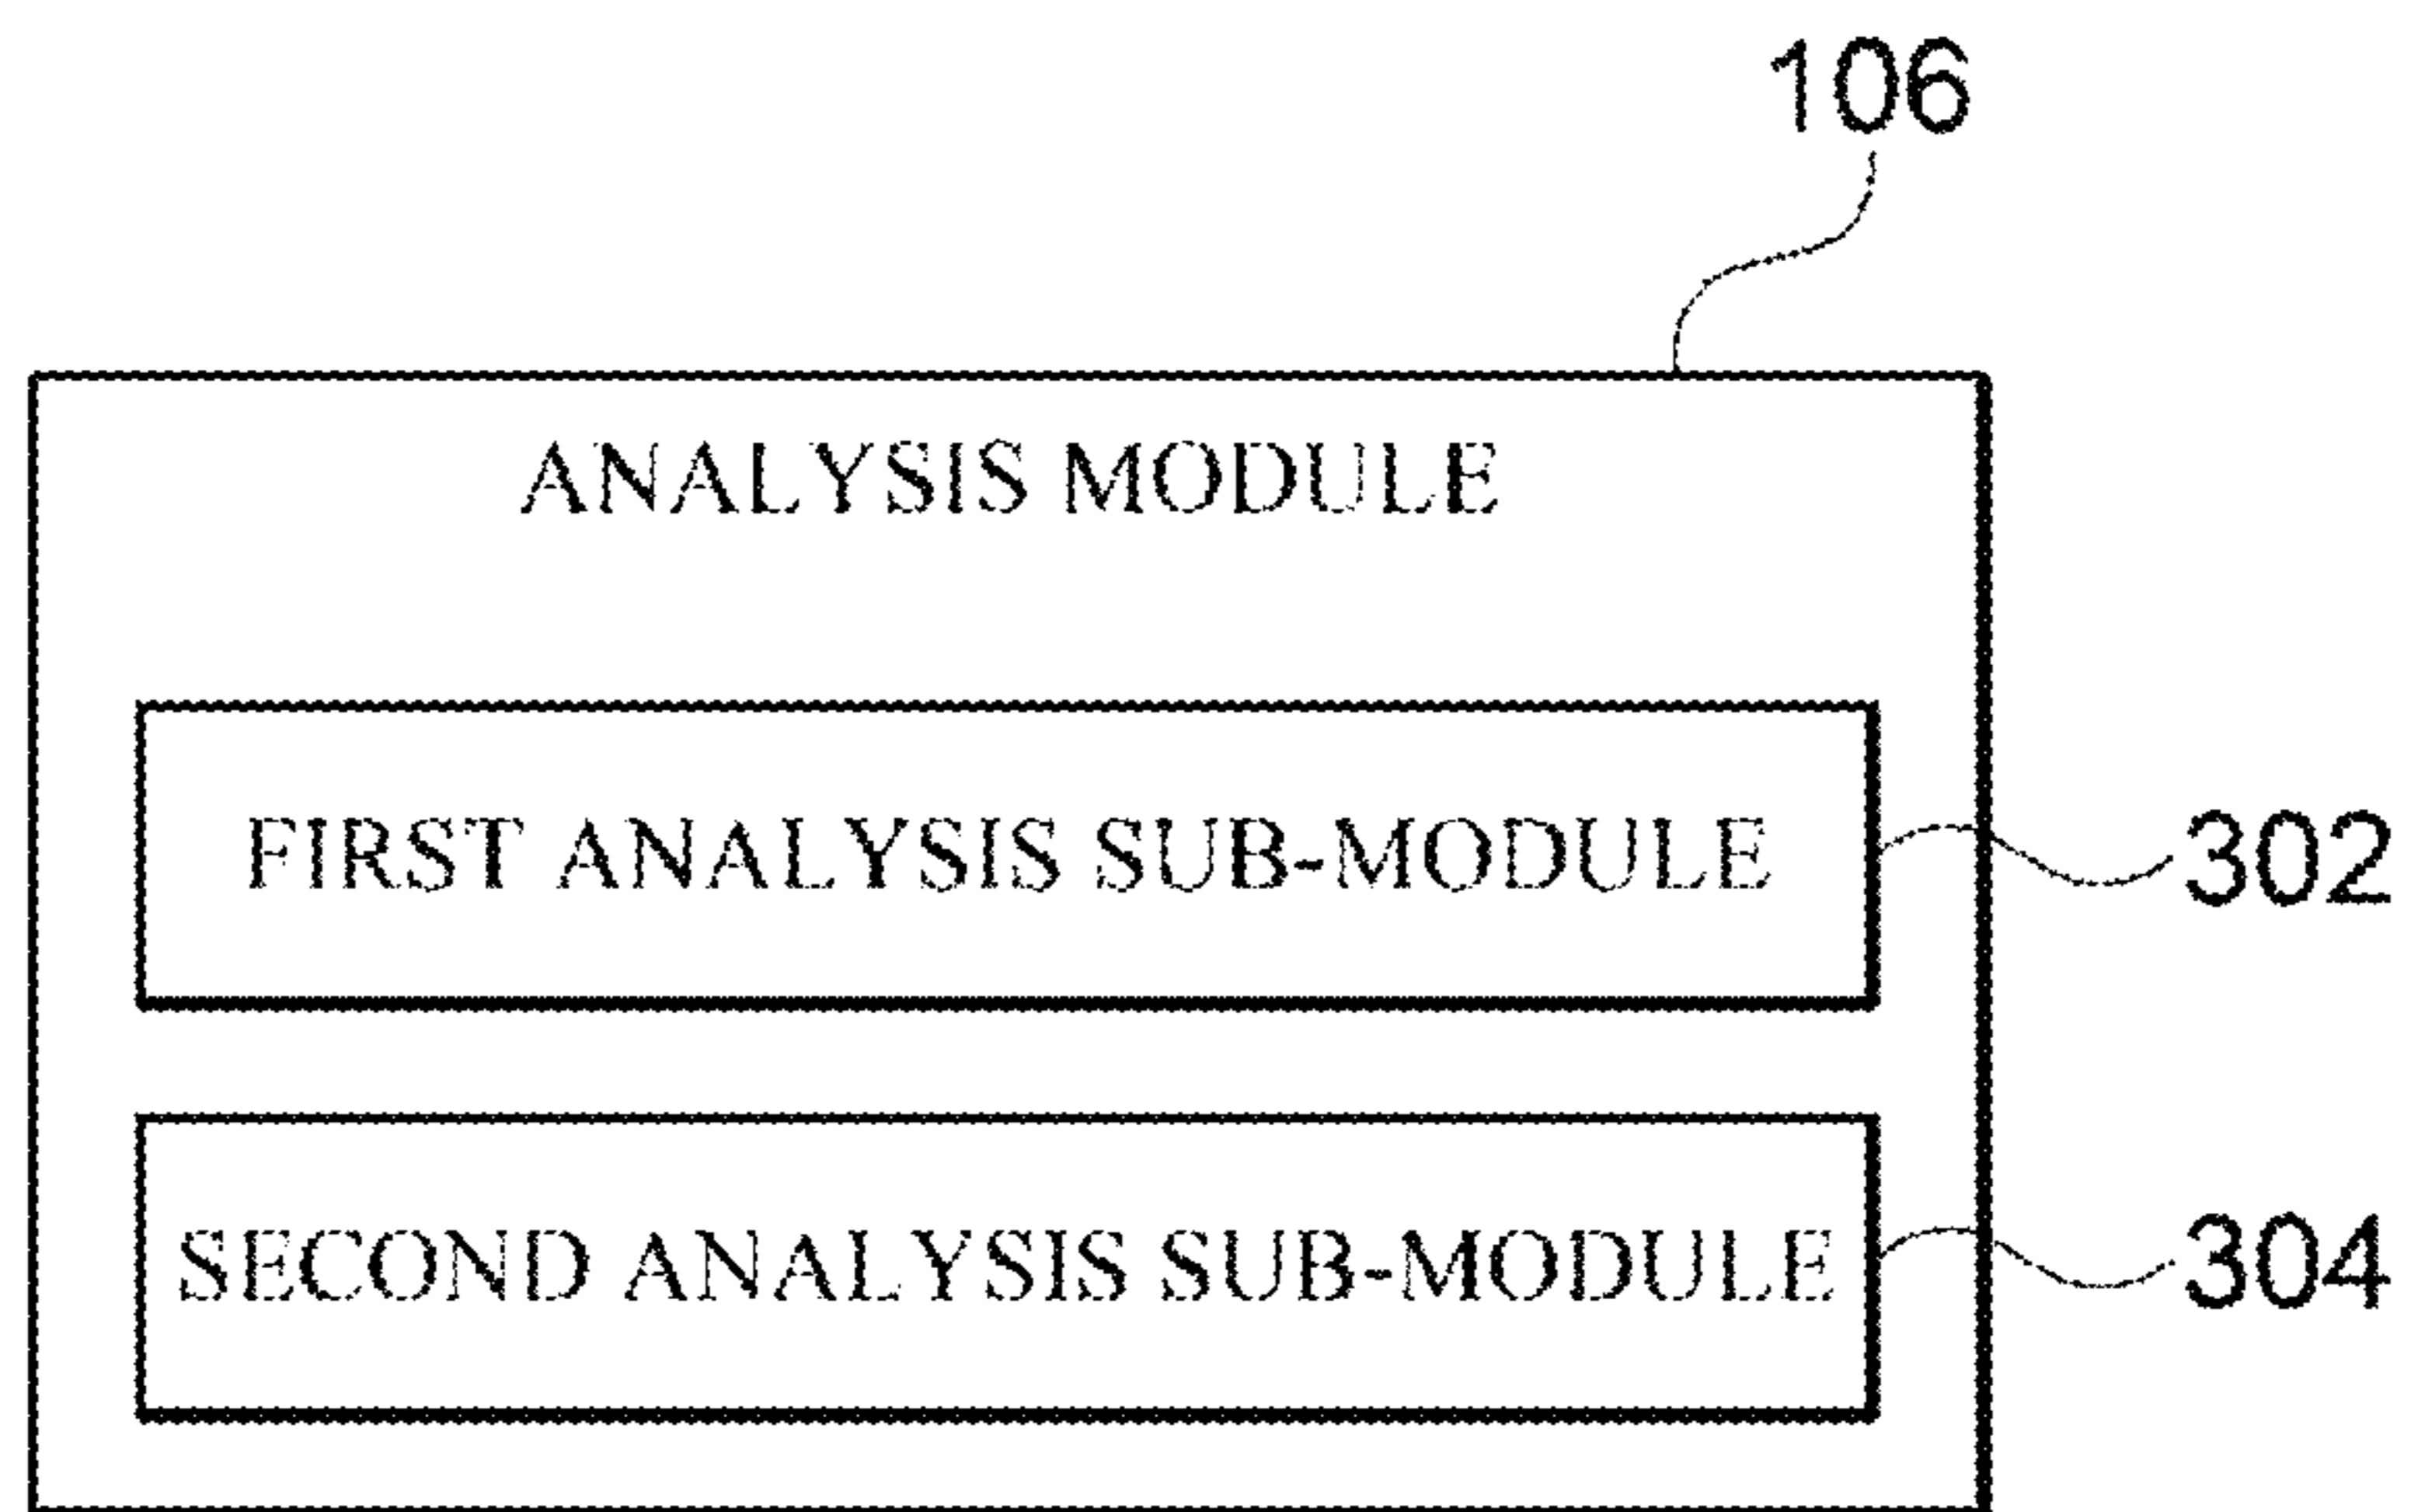 106
ANALYSIS MODULE
FIRST ANALYSIS SUB-MODULE
302
SECOND ANALYSIS SUB-MODULE
304